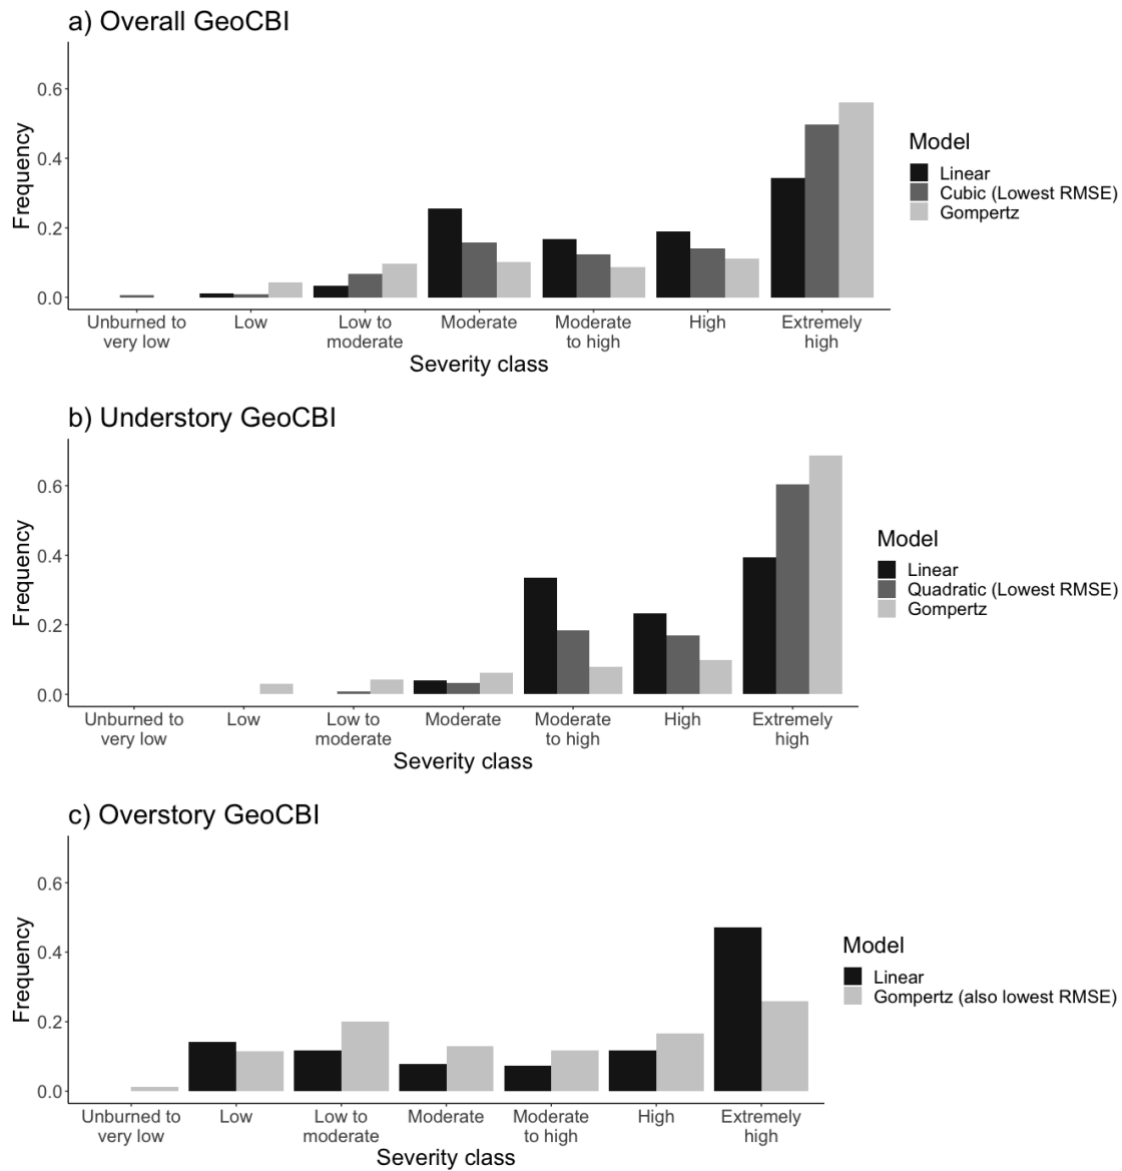 a) Overall GeoCBI
0.6
0.4
0.2
0.0
Frequency
Unburned to
very low
Low
Low to
moderate
Moderate
Moderate
to high
High
Extremely
high
Severity class
Model
Linear
Cubic (Lowest RMSE)
Gompertz
b) Understory GeoCBI
0.6
0.4
0.2
0.0
Frequency
Unburned to
very low
Low
Low to
moderate
Moderate
Moderate
to high
High
Extremely
high
Severity class
Model
Linear
Quadratic (Lowest RMSE)
Gompertz
c) Overstory GeoCBI
0.6
0.4
0.2
0.0
Frequency
Unburned to
very low
Low
Low to
moderate
Moderate
Moderate
to high
High
Extremely
high
Severity class
Model
Linear
Gompertz (also lowest RMSE)